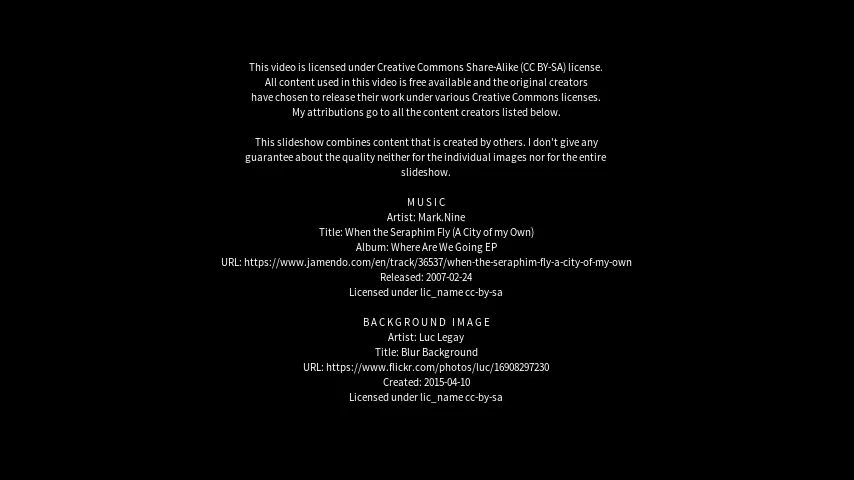 This video is licensed under Creative Commons Share-Alike (CC BY-SA) license.
All content used in this video is free available and the original creators
have chosen to release their work under various Creative Commons licenses.
My attributions go to all the content creators listed below.
This slideshow combines content that is created by others. I don't give any
guarantee about the quality neither for the individual images nor for the entire
slideshow.
MUSIC
Artist: Mark.Nine
Title: When the Seraphim Fly (A City of my Own)
Album: Where Are We Going EP
URL: https://www.jamendo.com/en/track/36537/when-the-seraphim-fly-a-city-of-my-own
Released: 2007-02-24
Licensed under lic_name cc-by-sa
BACKGROUND IMAGE
Artist: Luc Legay
Title: Blur Background
URL: https://www.flickr.com/photos/luc/16908297230
Created: 2015-04-10
Licensed under lic_name cc-by-sa